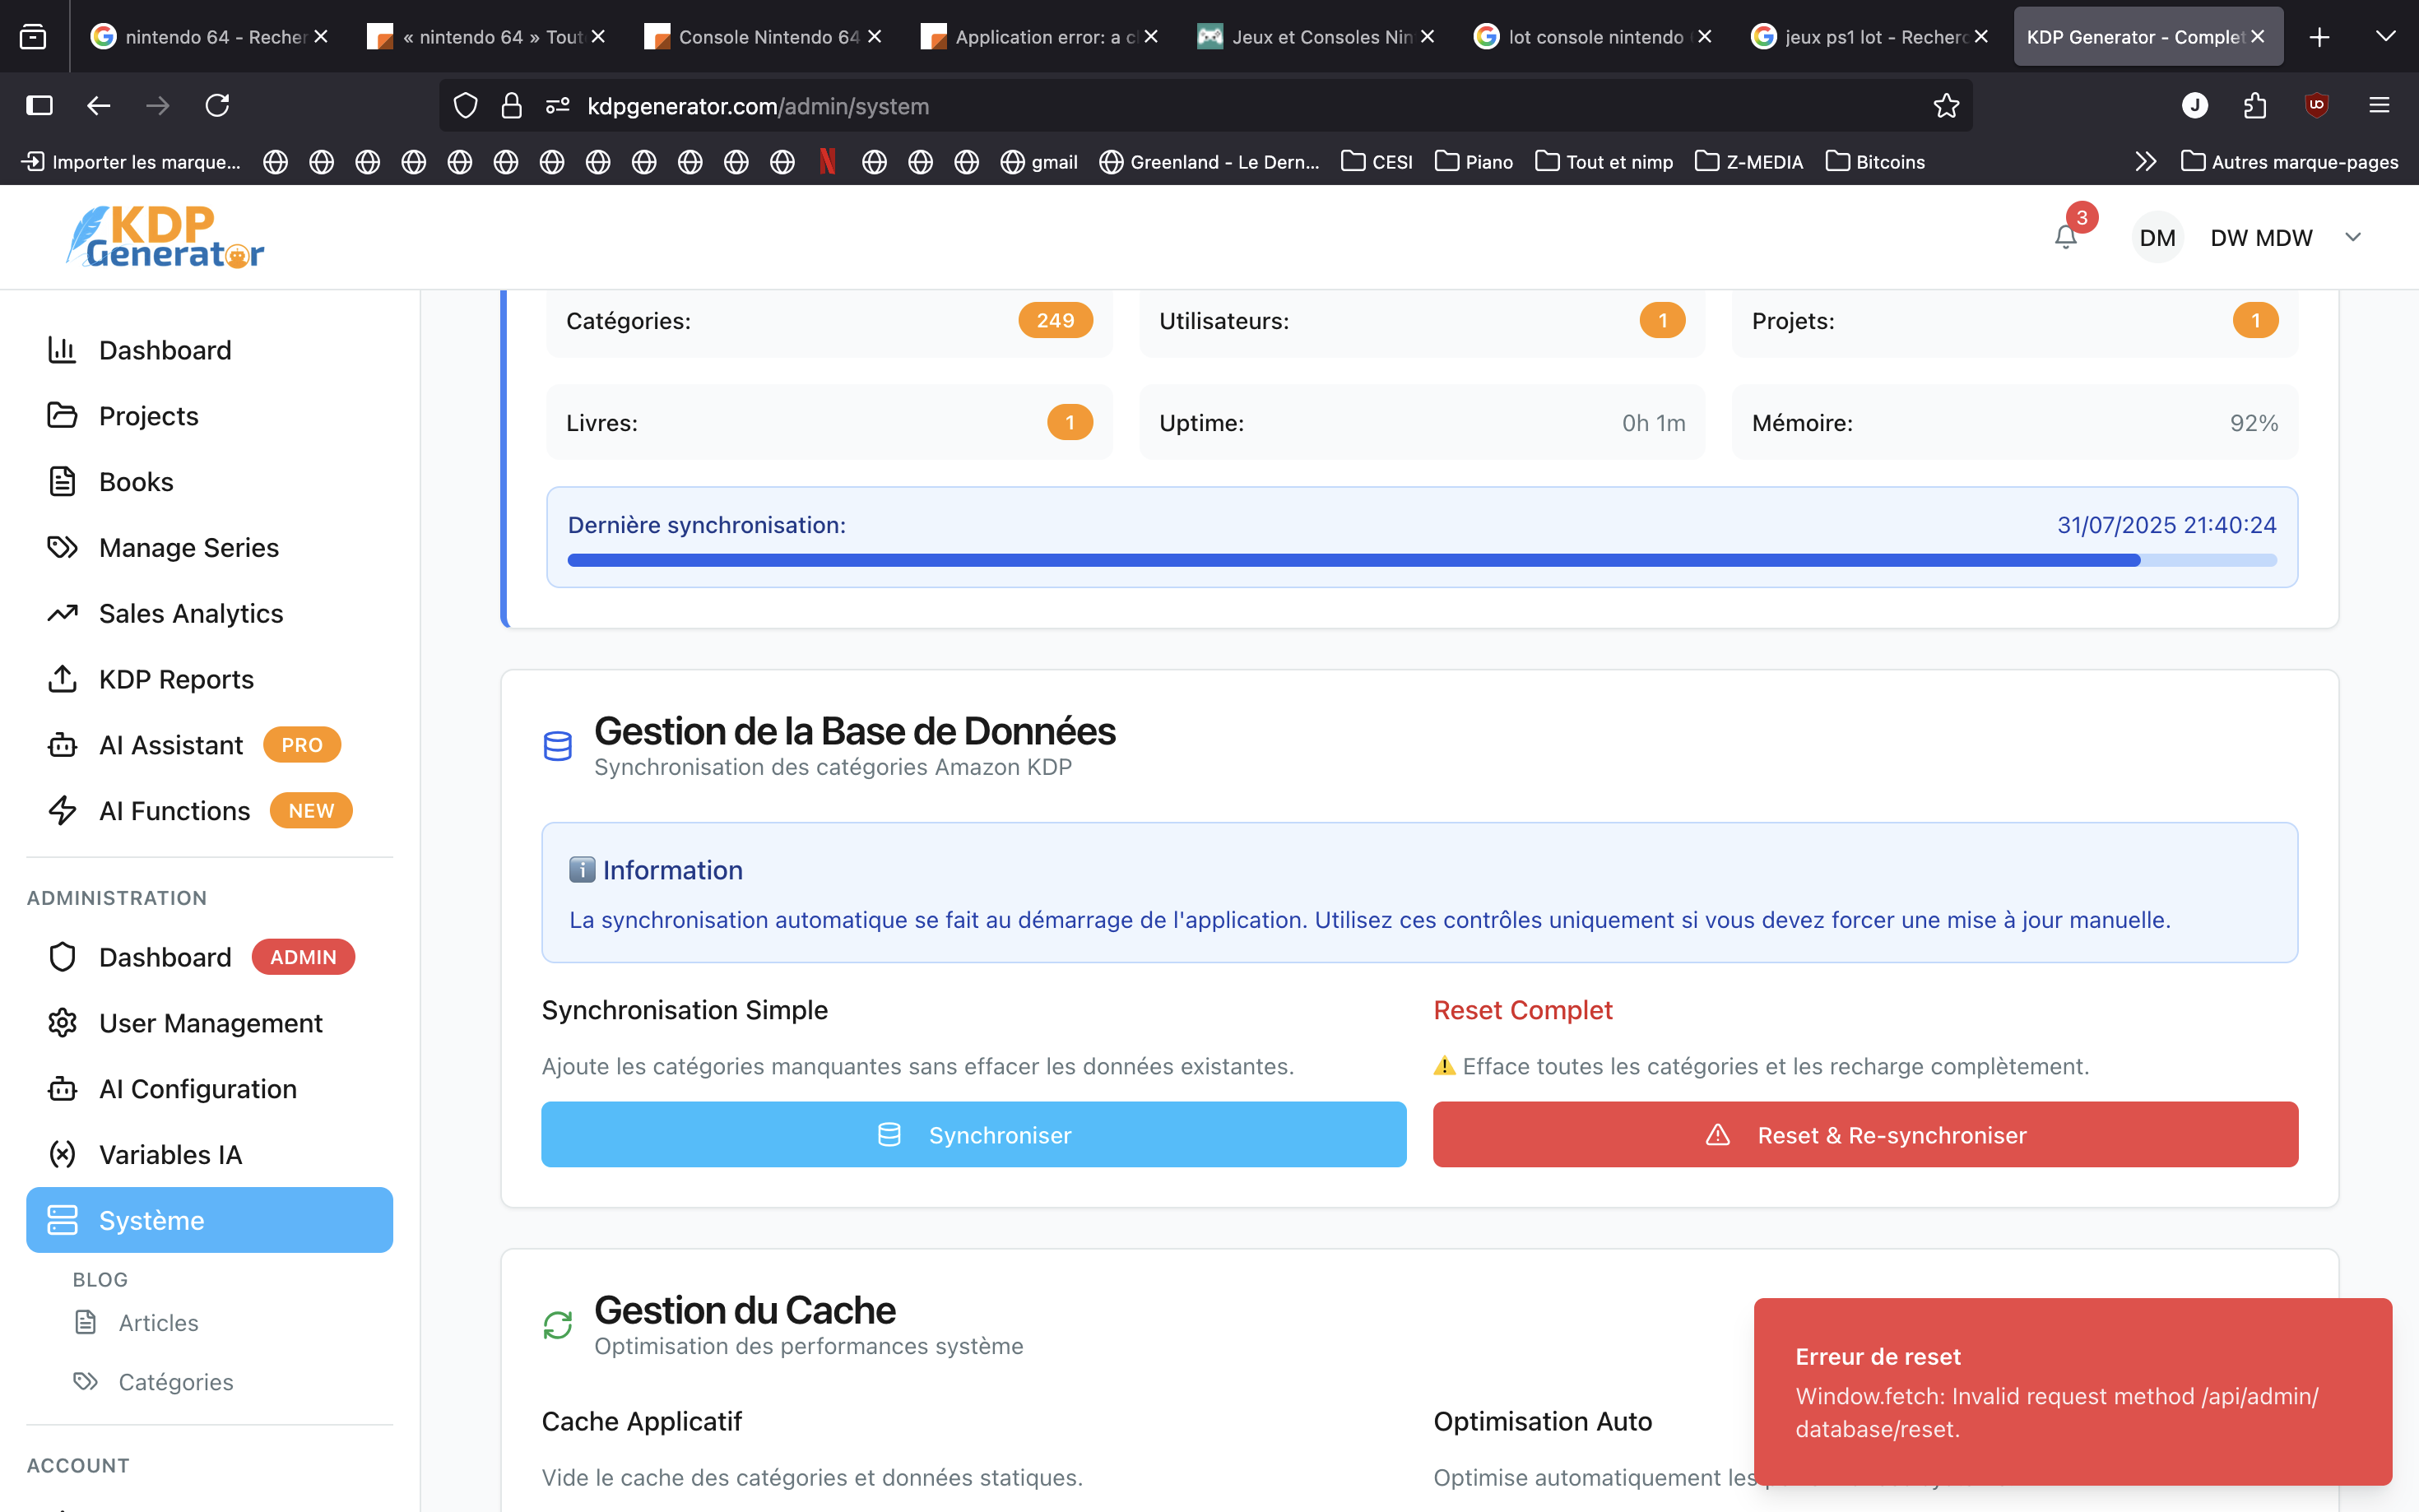 nintendo 64 - Recher
« nintendo 64 » Tout
Console Nintendo 64
Application error: a cl
Jeux et Consoles Nin
lot console nintendo
jeux ps1 lot - Recherc
KDP Generator - Complet
kdpgenerator.com/admin/system
J
Importer les marque...
N
gmail
Greenland - Le Dern...
CESI
Piano
Tout et nimp
Z-MEDIA
Bitcoins
Autres marque-pages
KDP
Generator
3
DM
DW MDW
Dashboard
Projects
Books
Manage Series
Sales Analytics
KDP Reports
AI Assistant PRO
AI Functions NEW
ADMINISTRATION
Dashboard ADMIN
User Management
AI Configuration
Variables IA
Système
BLOG
Articles
Catégories
ACCOUNT
Catégories: 249
Utilisateurs: 1
Projets: 1
Livres: 1
Uptime: 0h 1m
Mémoire: 92%
Dernière synchronisation: 31/07/2025 21:40:24
Gestion de la Base de Données
Synchronisation des catégories Amazon KDP
Information
La synchronisation automatique se fait au démarrage de l'application. Utilisez ces contrôles uniquement si vous devez forcer une mise à jour manuelle.
Synchronisation Simple
Ajoute les catégories manquantes sans effacer les données existantes.
Synchroniser
Reset Complet
Efface toutes les catégories et les recharge complètement.
Reset & Re-synchroniser
Gestion du Cache
Optimisation des performances système
Cache Applicatif
Vide le cache des catégories et données statiques.
Optimisation Auto
Optimise automatiquement les
Erreur de reset
Window.fetch: Invalid request method /api/admin/
database/reset.